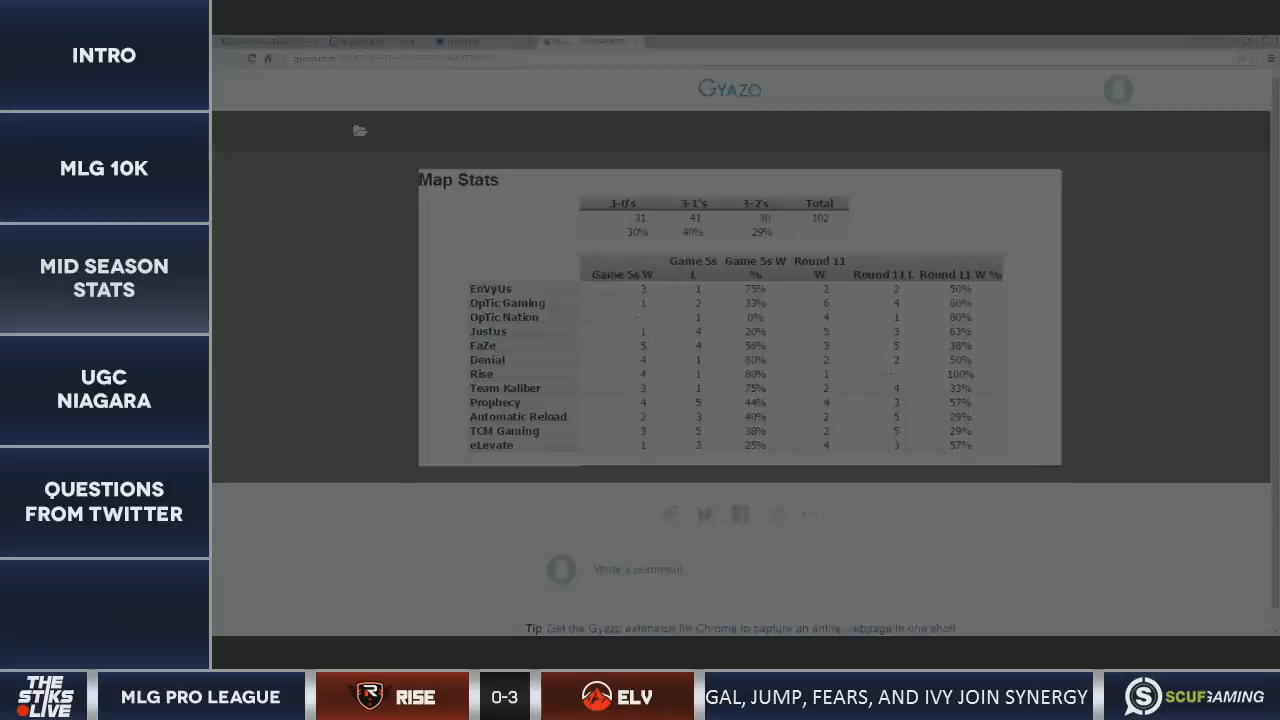 INTRO
MLG 10K
MID SEASON
STATS
UGC
NIAGARA
QUESTIONS
FROM TWITTER
gyazo.com
GYAZO
Map Stats
3-0's 3-1's 3-2's Total
31 41 30 102
30% 40% 29%
Game 5s W Game 5s L Game 5s W % Round 11 W Round 11 L Round 11 W %
EnVyUs 3 1 75% 2 2 50%
OpTic Gaming 1 2 33% 6 4 60%
OpTic Nation - 1 0% 4 1 80%
Justus 1 4 20% 5 3 63%
FaZe 5 4 56% 3 5 38%
Denial 4 1 80% 2 2 50%
Rise 4 1 80% 1 - 100%
Team Kaliber 3 1 75% 2 4 33%
Prophecy 4 5 44% 4 3 57%
Automatic Reload 2 3 40% 2 5 29%
TCM Gaming 3 5 38% 2 5 29%
eLevate 1 3 25% 4 3 57%
Write a comment
Tip Get the Gyazo extension for Chrome to capture an entire webpage in one shot!
THE
STIKS
LIVE
MLG PRO LEAGUE
RISE
0-3
ELV
GAL, JUMP, FEARS, AND IVY JOIN SYNERGY
SCUFGAMING